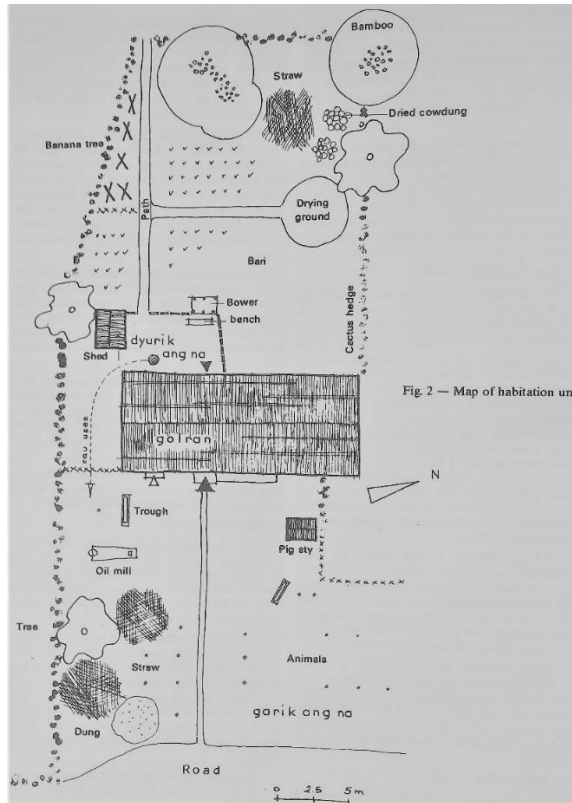 Bamboo
Straw
Dried cowdung
Banana tree
Path
Drying
ground
Bari
Cactus hedge
Bower
bench
Shed
dyurik
ang na
Fig. 2 — Map of habitation un
golran
N
Trough
Oil mill
Pig sty
Tree
Straw
Animals
garik ang na
Dung
Road
0 2.5 5 m